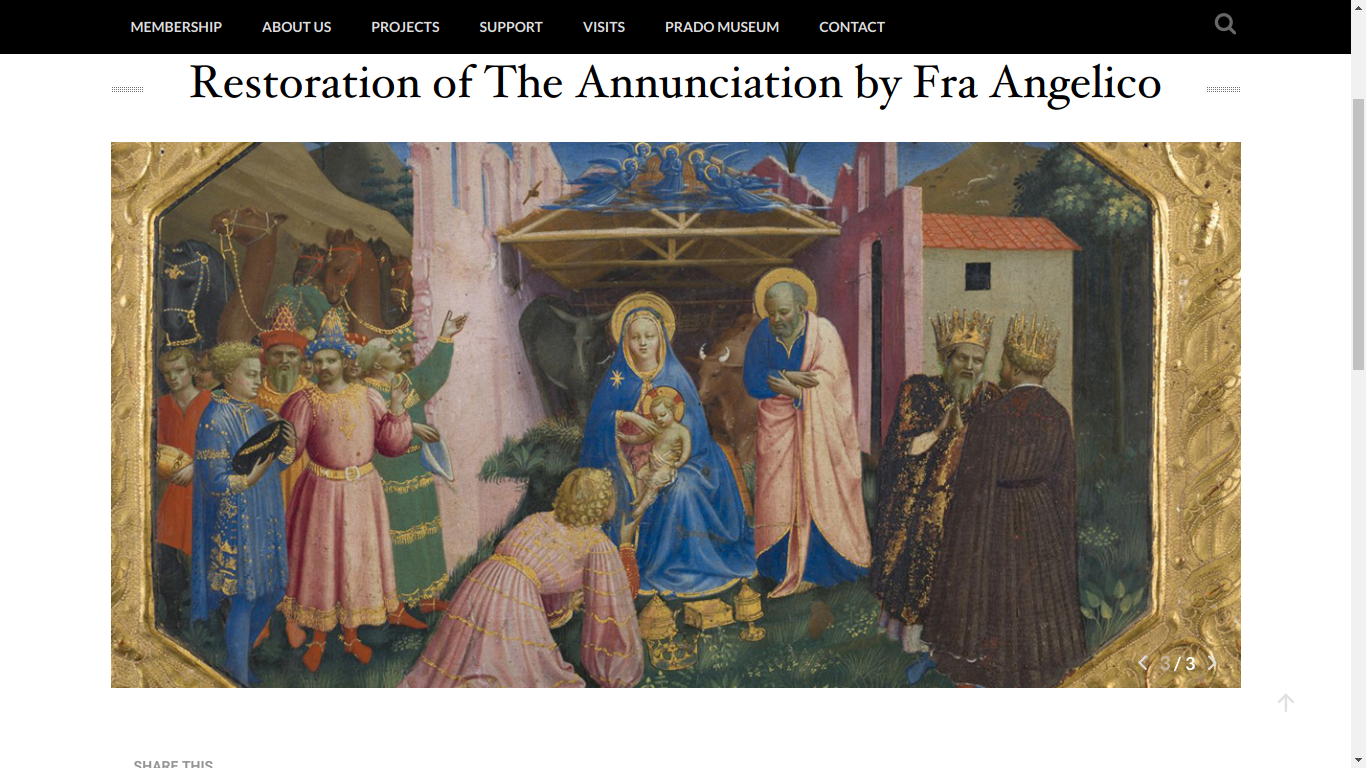 MEMBERSHIP ABOUT US PROJECTS SUPPORT VISITS PRADO MUSEUM CONTACT
Restoration of The Annunciation by Fra Angelico
3 / 3
SHARE THIS